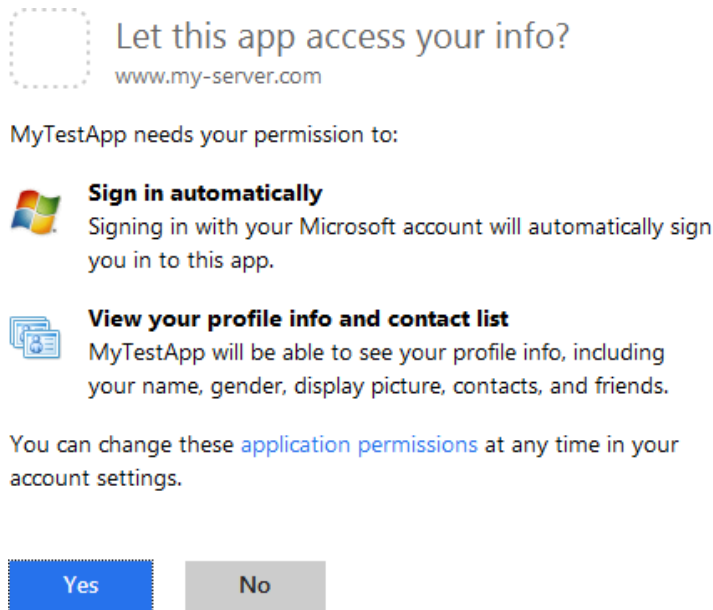 Let this app access your info?
www.my-server.com
MyTestApp needs your permission to:
Sign in automatically
Signing in with your Microsoft account will automatically sign
you in to this app.
View your profile info and contact list
MyTestApp will be able to see your profile info, including
your name, gender, display picture, contacts, and friends.
You can change these application permissions at any time in your
account settings.
Yes No